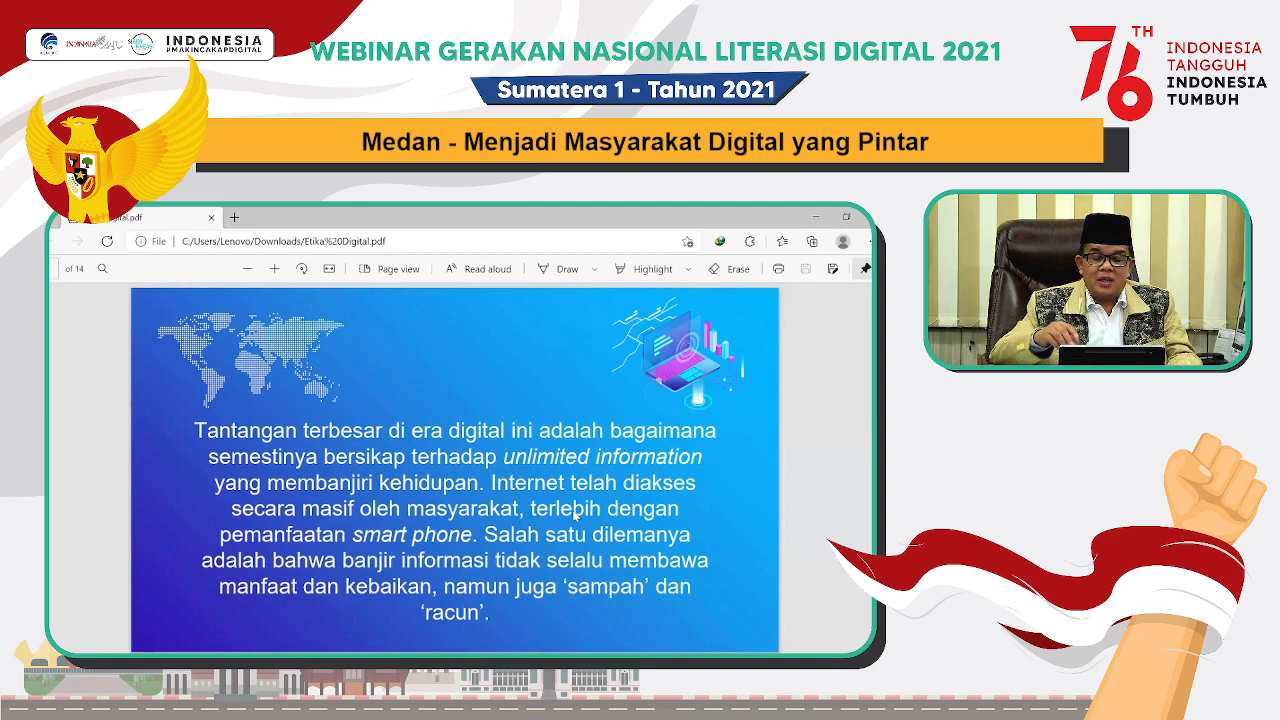 KOMINFO
SIBER KREASI
INDONESIA
#MAKINCAKAPDIGITAL
WEBINAR GERAKAN NASIONAL LITERASI DIGITAL 2021
Sumatera 1 - Tahun 2021
76TH
INDONESIA
TANGGUH
INDONESIA
TUMBUH
Medan - Menjadi Masyarakat Digital yang Pintar
File | C:/Users/Lenovo/Downloads/Etika%20Digital.pdf
of 14
Page view
Read aloud
Draw
Highlight
Erase
Tantangan terbesar di era digital ini adalah bagaimana
semestinya bersikap terhadap unlimited information
yang membanjiri kehidupan. Internet telah diakses
secara masif oleh masyarakat, terlebih dengan
pemanfaatan smart phone. Salah satu dilemanya
adalah bahwa banjir informasi tidak selalu membawa
manfaat dan kebaikan, namun juga ‘sampah’ dan
‘racun’.